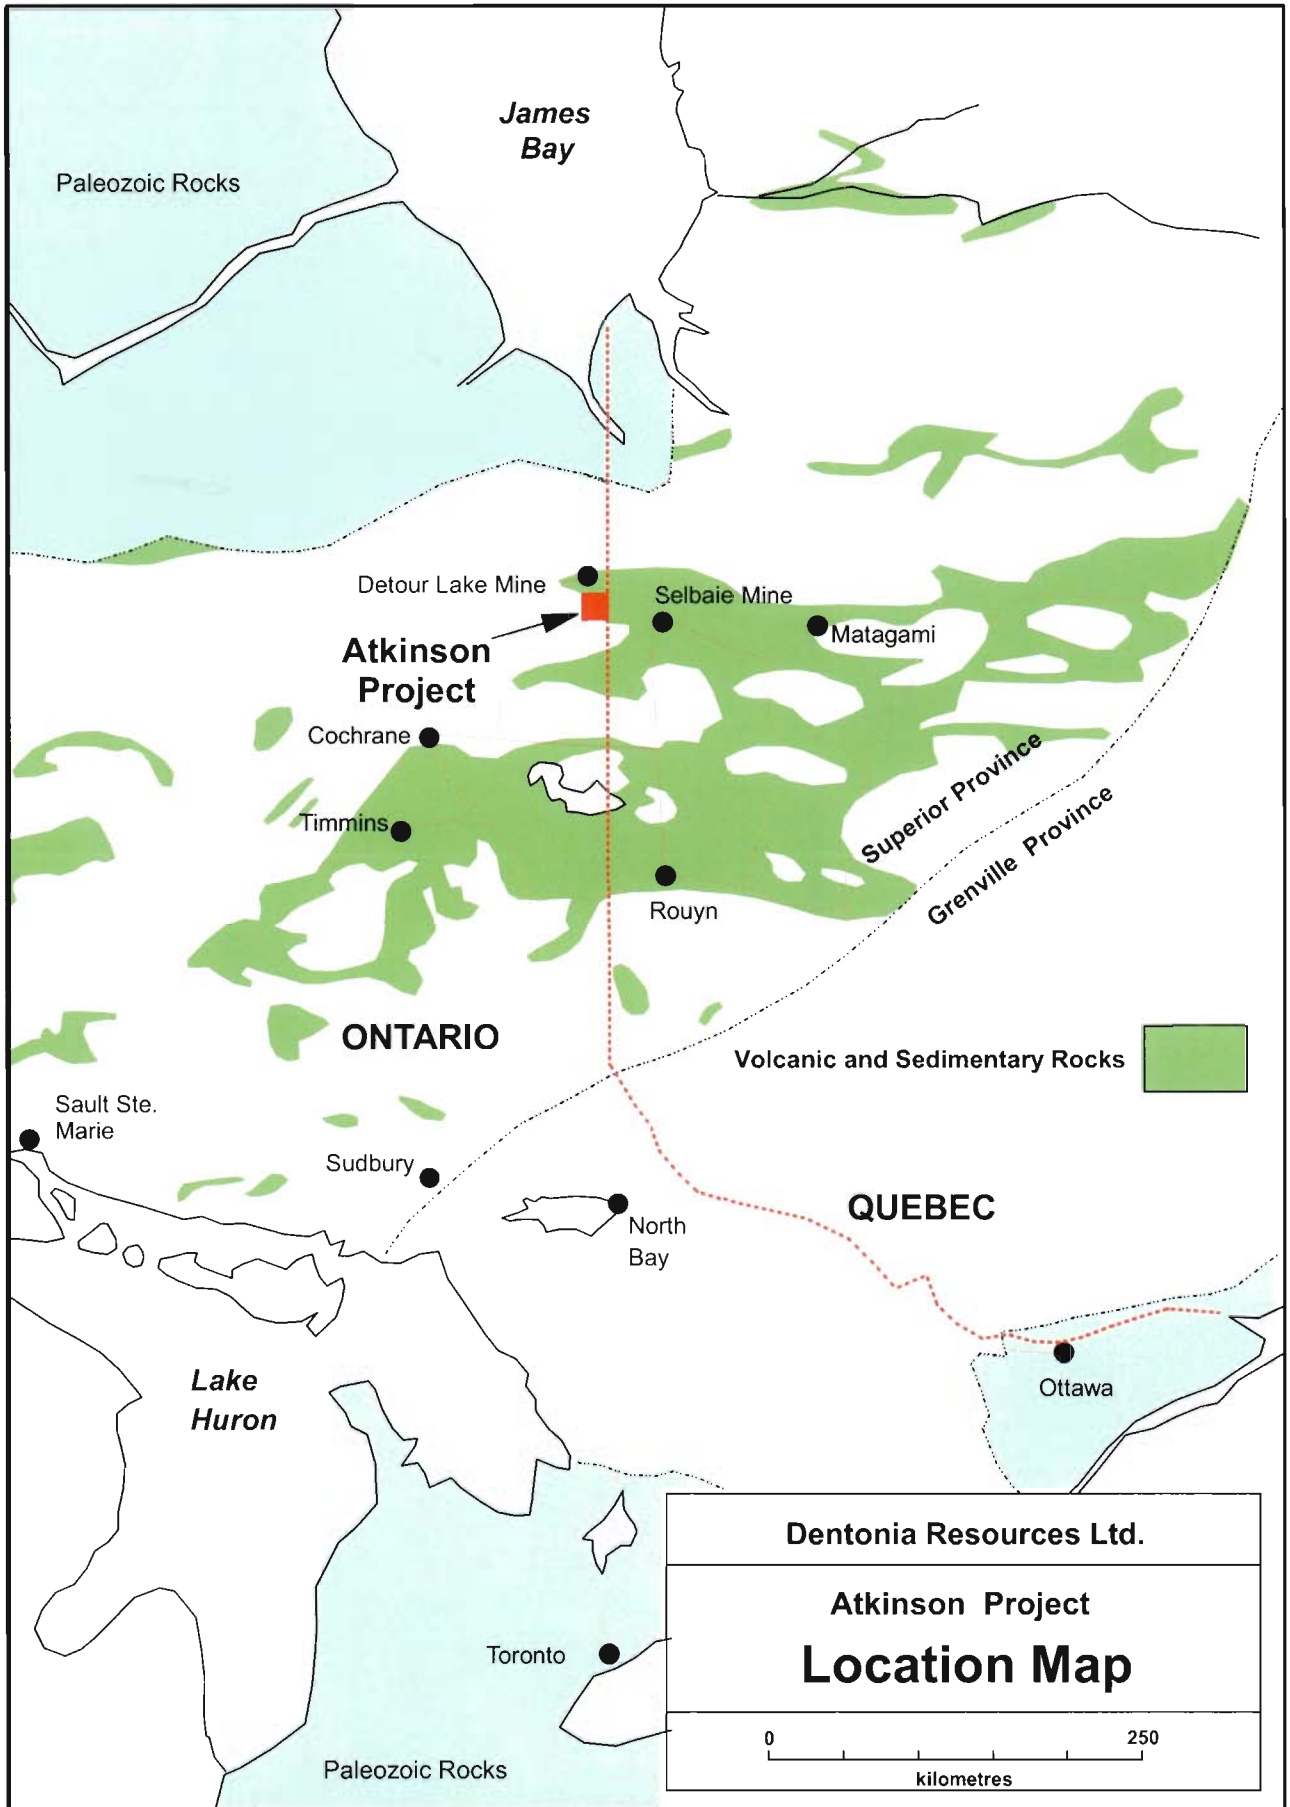 James
Bay
Paleozoic Rocks
Detour Lake Mine
Selbaie Mine
Matagami
Atkinson
Project
Cochrane
Timmins
Rouyn
Superior Province
Grenville Province
ONTARIO
Volcanic and Sedimentary Rocks
Sault Ste.
Marie
Sudbury
North
Bay
QUEBEC
Lake
Huron
Ottawa
Toronto
Paleozoic Rocks
Dentonia Resources Ltd.
Atkinson Project
Location Map
0 250
kilometres